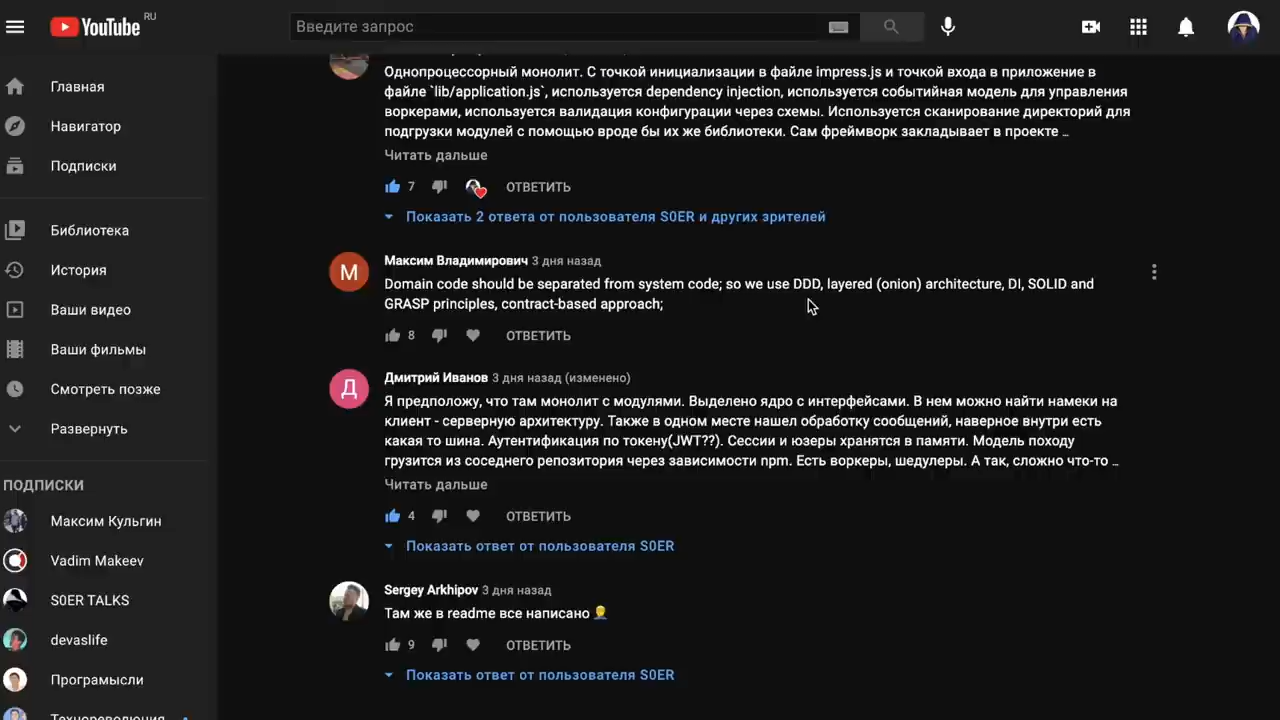 YouTube RU
Введите запрос
Главная
Навигатор
Подписки
Библиотека
История
Ваши видео
Ваши фильмы
Смотреть позже
Развернуть
ПОДПИСКИ
Максим Кульгин
Vadim Makeev
S0ER TALKS
devaslife
Програмысли
Технореволюция
Однопроцессорный монолит. С точкой инициализации в файле impress.js и точкой входа в приложение в
файле `lib/application.js`, используется dependency injection, используется событийная модель для управления
воркерами, используется валидация конфигурации через схемы. Используется сканирование директорий для
подгрузки модулей с помощью вроде бы их же библиотеки. Сам фреймворк закладывает в проекте ...
Читать дальше
7 ОТВЕТИТЬ
Показать 2 ответа от пользователя S0ER и других зрителей
М
Максим Владимирович 3 дня назад
Domain code should be separated from system code; so we use DDD, layered (onion) architecture, DI, SOLID and
GRASP principles, contract-based approach;
8 ОТВЕТИТЬ
Д
Дмитрий Иванов 3 дня назад (изменено)
Я предположу, что там монолит с модулями. Выделено ядро с интерфейсами. В нем можно найти намеки на
клиент - серверную архитектуру. Также в одном месте нашел обработку сообщений, наверное внутри есть
какая то шина. Аутентификация по токену(JWT??). Сессии и юзеры хранятся в памяти. Модель походу
грузится из соседнего репозитория через зависимости npm. Есть воркеры, шедулеры. А так, сложно что-то ...
Читать дальше
4 ОТВЕТИТЬ
Показать ответ от пользователя S0ER
Sergey Arkhipov 3 дня назад
Там же в readme все написано 🤦‍♂️
9 ОТВЕТИТЬ
Показать ответ от пользователя S0ER